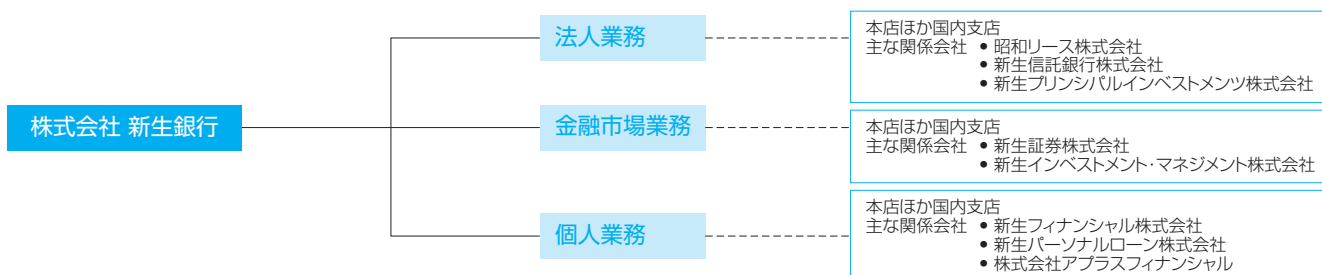 株式会社 新生銀行
法人業務
本店ほか国内支店
主な関係会社 ● 昭和リース株式会社
● 新生信託銀行株式会社
● 新生プリンシパルインベストメンツ株式会社
金融市場業務
本店ほか国内支店
主な関係会社 ● 新生証券株式会社
● 新生インベストメント・マネジメント株式会社
個人業務
本店ほか国内支店
主な関係会社 ● 新生フィナンシャル株式会社
● 新生パーソナルローン株式会社
● 株式会社アプラスフィナンシャル